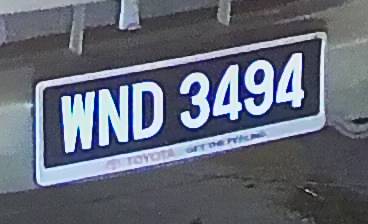 WND 3494
TOYOTA GET THE FEELING